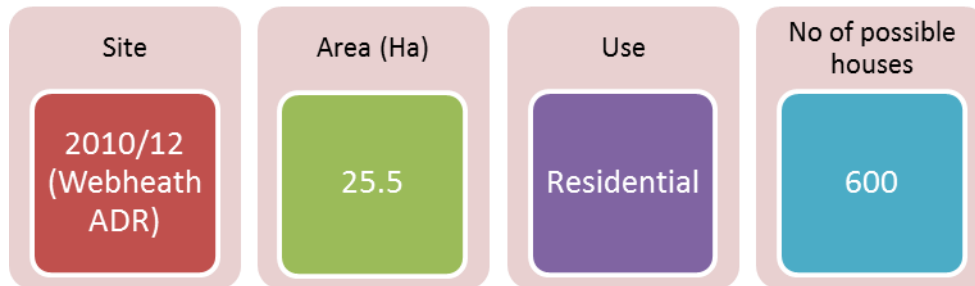 Site
2010/12
(Webheath
ADR)
Area (Ha)
25.5
Use
Residential
No of possible
houses
600